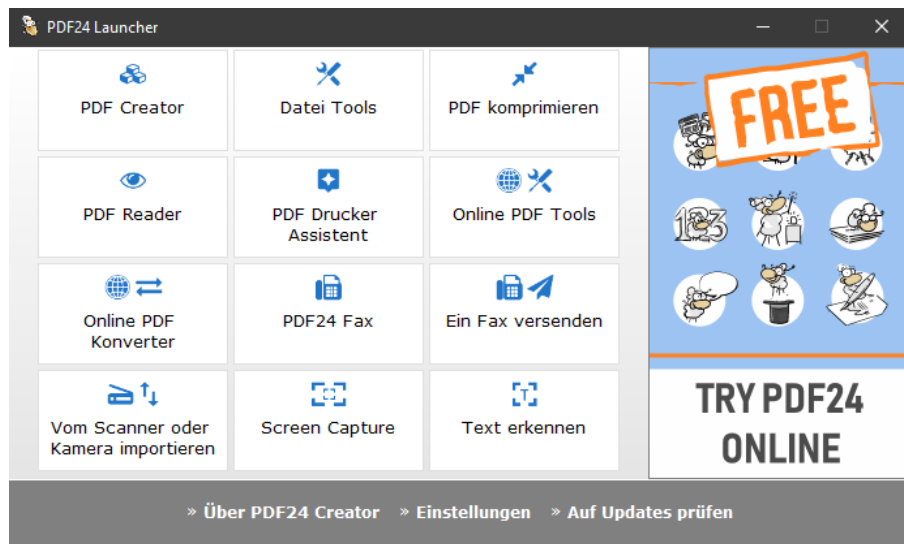 PDF24 Launcher
PDF Creator
Datei Tools
PDF komprimieren
PDF Reader
PDF Drucker
Assistent
Online PDF Tools
Online PDF
Konverter
PDF24 Fax
Ein Fax versenden
Vom Scanner oder
Kamera importieren
Screen Capture
Text erkennen
FREE
123
TRY PDF24
ONLINE
» Über PDF24 Creator » Einstellungen » Auf Updates prüfen